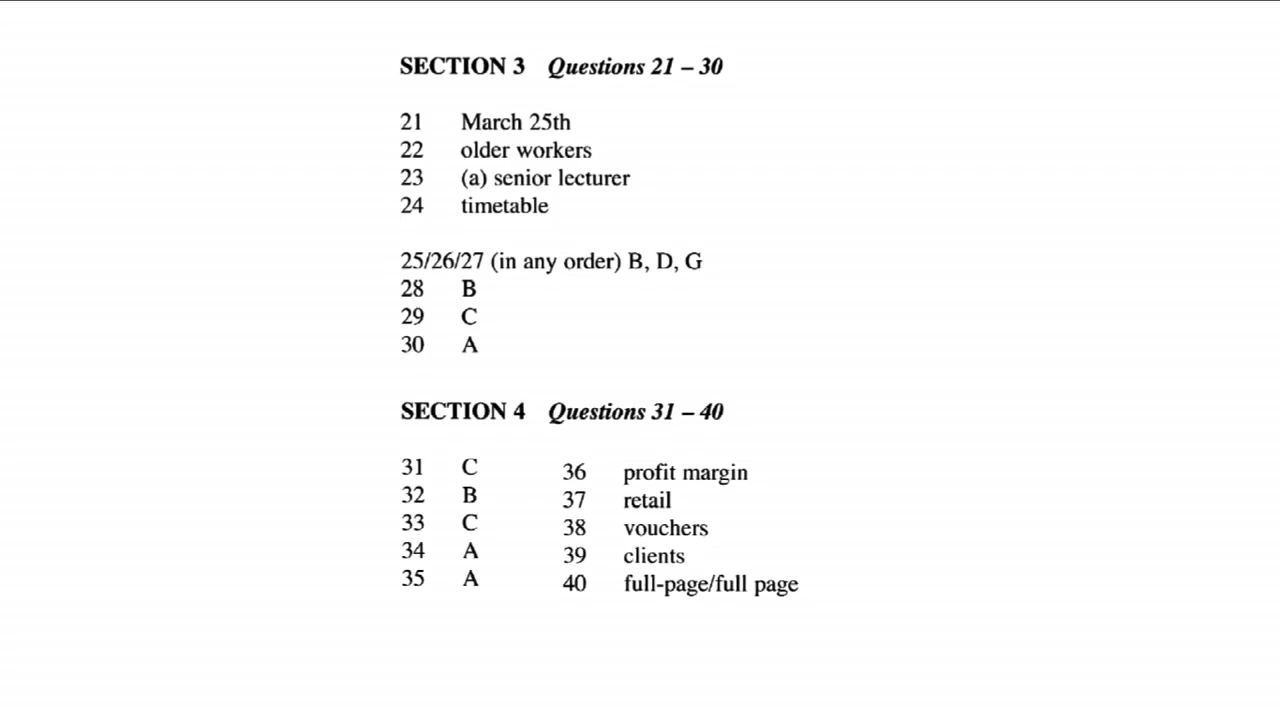 SECTION 3 Questions 21 – 30
21 March 25th
22 older workers
23 (a) senior lecturer
24 timetable
25/26/27 (in any order) B, D, G
28 B
29 C
30 A
SECTION 4 Questions 31 – 40
31 C
32 B
33 C
34 A
35 A
36 profit margin
37 retail
38 vouchers
39 clients
40 full-page/full page